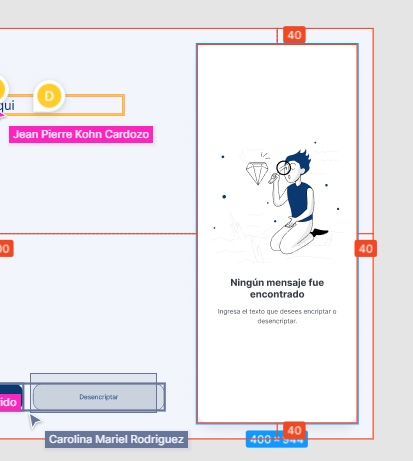 40
qui
D
Jean Pierre Kohn Cardozo
00
40
Ningún mensaje fue
encontrado
Ingresa el texto que desees encriptar o
desencriptar.
Desencriptar
ido
40
400 × 944
Carolina Mariel Rodriguez